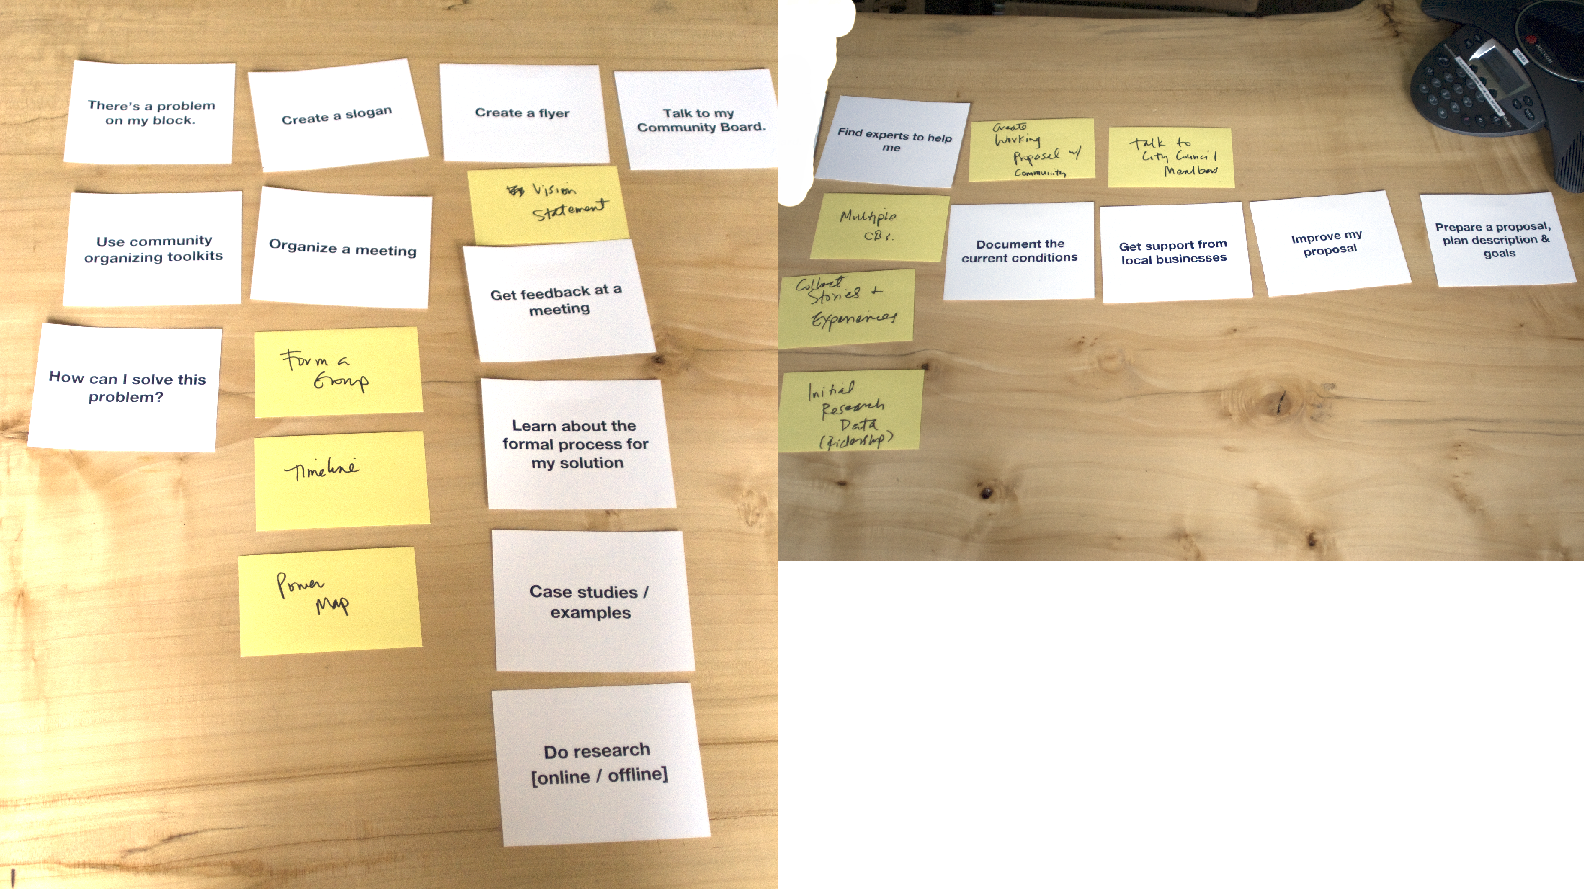 There's a problem
on my block.
Create a slogan
Create a flyer
Talk to my
Community Board.
Use community
organizing toolkits
Organize a meeting
Vision
Statement
Get feedback at a
meeting
How can I solve this
problem?
Form a
Group
Timeline
Power
Map
Learn about the
formal process for
my solution
Case studies /
examples
Do research
[online / offline]
Find experts to help
me
Create
Working
Proposal w/
Community
Talk to
City Council
Members
Multiple
CBs.
Document the
current conditions
Get support from
local businesses
Improve my
proposal
Prepare a proposal,
plan description &
goals
Collect
Stories +
Experiences
Initial
Research
Data
(ridership)